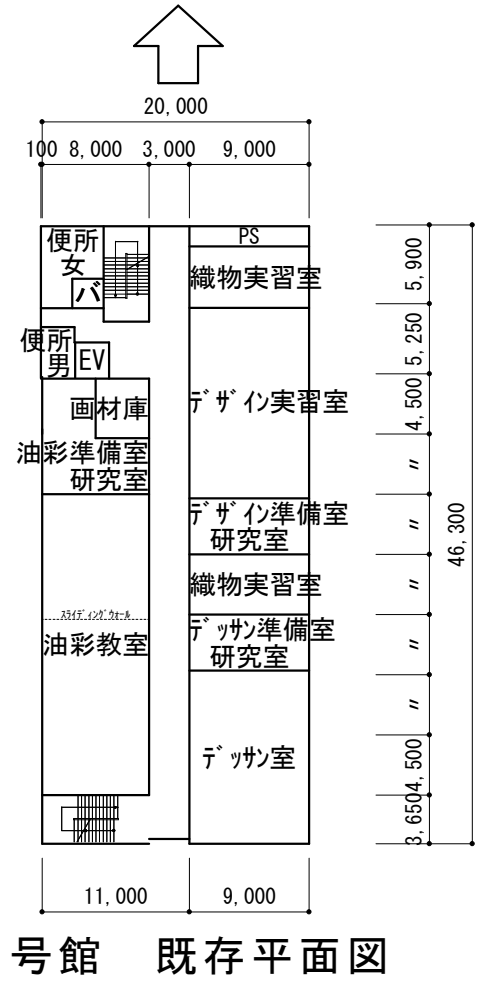 20,000
100 8,000 3,000 9,000
便所
女
バ
PS
織物実習室
便所
男
EV
画材庫
デザイン実習室
油彩準備室
研究室
デザイン準備室
研究室
織物実習室
スライディングウォール
油彩教室
デッサン準備室
研究室
デッサン室
5,900
5,250
4,500
〃
〃
〃
〃
〃
4,500
3,650
46,300
11,000 9,000
号館 既存平面図